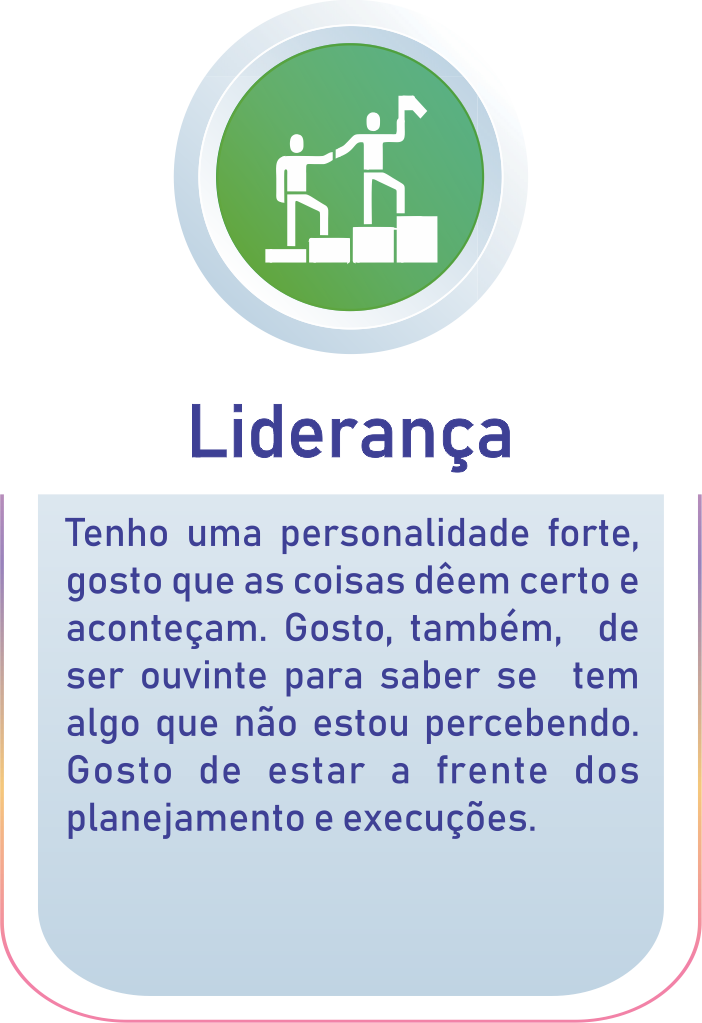 Liderança
Tenho uma personalidade forte,
gosto que as coisas dêem certo e
aconteçam. Gosto, também, de
ser ouvinte para saber se tem
algo que não estou percebendo.
Gosto de estar a frente dos
planejamento e execuções.